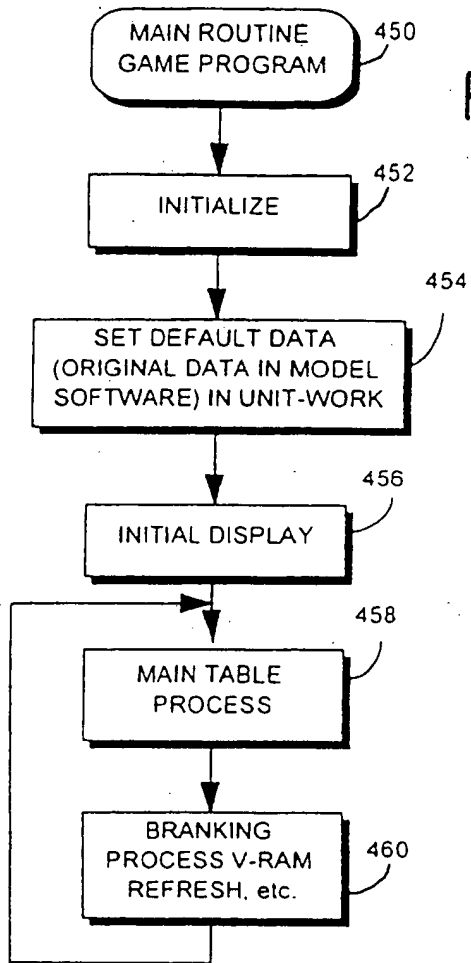 MAIN ROUTINE
GAME PROGRAM
450
INITIALIZE
452
SET DEFAULT DATA
(ORIGINAL DATA IN MODEL
SOFTWARE) IN UNIT-WORK
454
INITIAL DISPLAY
456
MAIN TABLE
PROCESS
458
BRANKING
PROCESS V-RAM
REFRESH, etc.
460